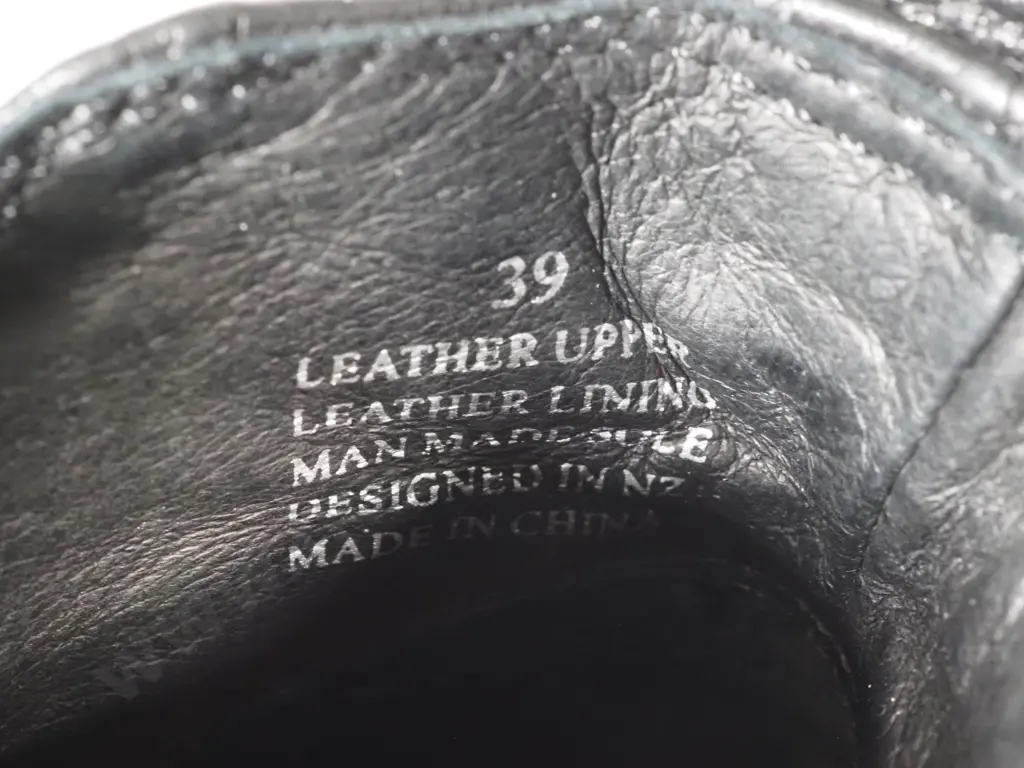 39
LEATHER UPPER
LEATHER LINING
MAN MADE SOLE
DESIGNED IN NZ
MADE IN CHINA